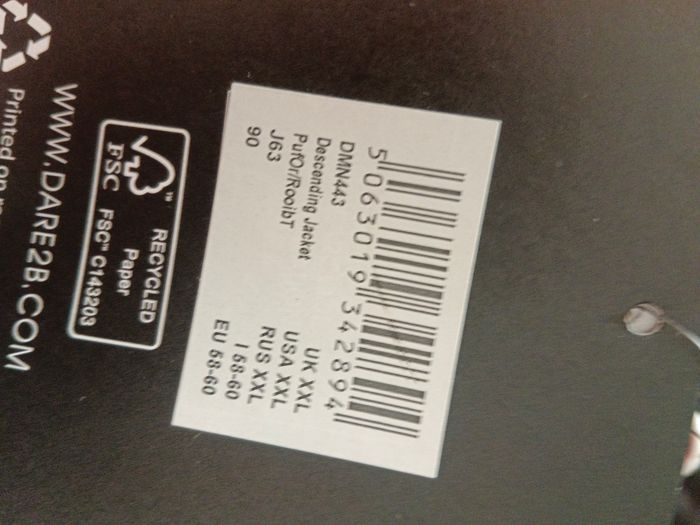 5 063019 342894
DMN443
Descending Jacket
PufOr/RooibT
J63
90
UK XXL
USA XXL
RUS XXL
I 58-60
EU 58-60
RECYCLED
Paper
FSC™ C143203
FSC
WWW.DARE2B.COM
Printed on